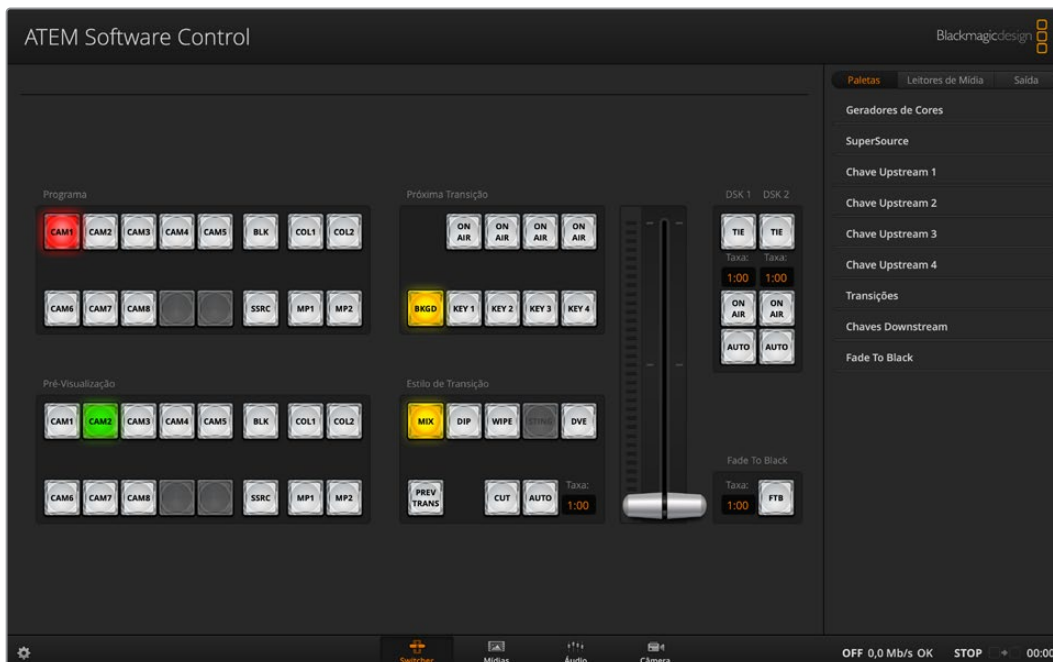 ATEM Software Control
Blackmagicdesign
Paletas Leitores de Mídia Saída
Geradores de Cores
SuperSource
Chave Upstream 1
Chave Upstream 2
Chave Upstream 3
Chave Upstream 4
Transições
Chaves Downstream
Fade To Black
Programa
CAM1 CAM2 CAM3 CAM4 CAM5 BLK COL1 COL2
CAM6 CAM7 CAM8 SSRC MP1 MP2
Próxima Transição
ON AIR ON AIR ON AIR ON AIR
BKGD KEY 1 KEY 2 KEY 3 KEY 4
DSK 1 DSK 2
TIE TIE
Taxa: Taxa:
1:00 1:00
ON AIR ON AIR
AUTO AUTO
Pré-Visualização
CAM1 CAM2 CAM3 CAM4 CAM5 BLK COL1 COL2
CAM6 CAM7 CAM8 SSRC MP1 MP2
Estilo de Transição
MIX DIP WIPE STING DVE
PREV TRANS CUT AUTO Taxa: 1:00
Fade To Black
Taxa:
1:00 FTB
Switcher Mídias Áudio Câmera
OFF 0,0 Mb/s OK STOP 00:00